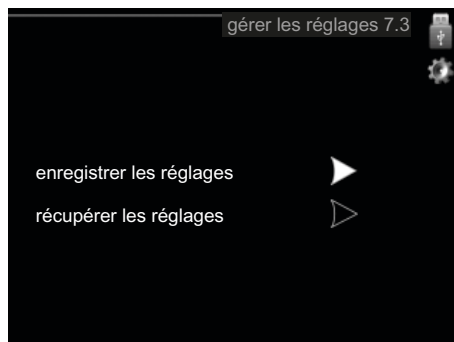 gérer les réglages 7.3
enregistrer les réglages
récupérer les réglages